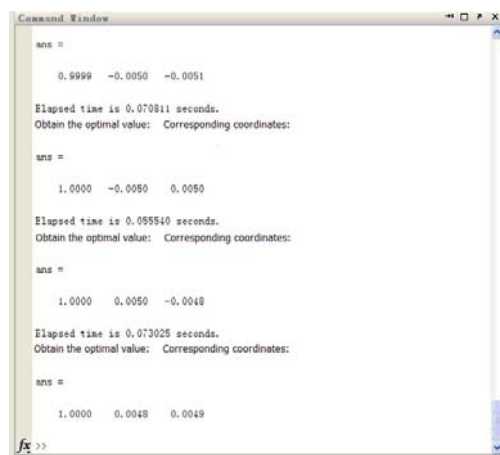 Command Window
ans =
0.9999 -0.0050 -0.0051
Elapsed time is 0.070811 seconds.
Obtain the optimal value: Corresponding coordinates:
ans =
1.0000 -0.0050 0.0050
Elapsed time is 0.055540 seconds.
Obtain the optimal value: Corresponding coordinates:
ans =
1.0000 0.0050 -0.0048
Elapsed time is 0.073025 seconds.
Obtain the optimal value: Corresponding coordinates:
ans =
1.0000 0.0048 0.0049
fx >>